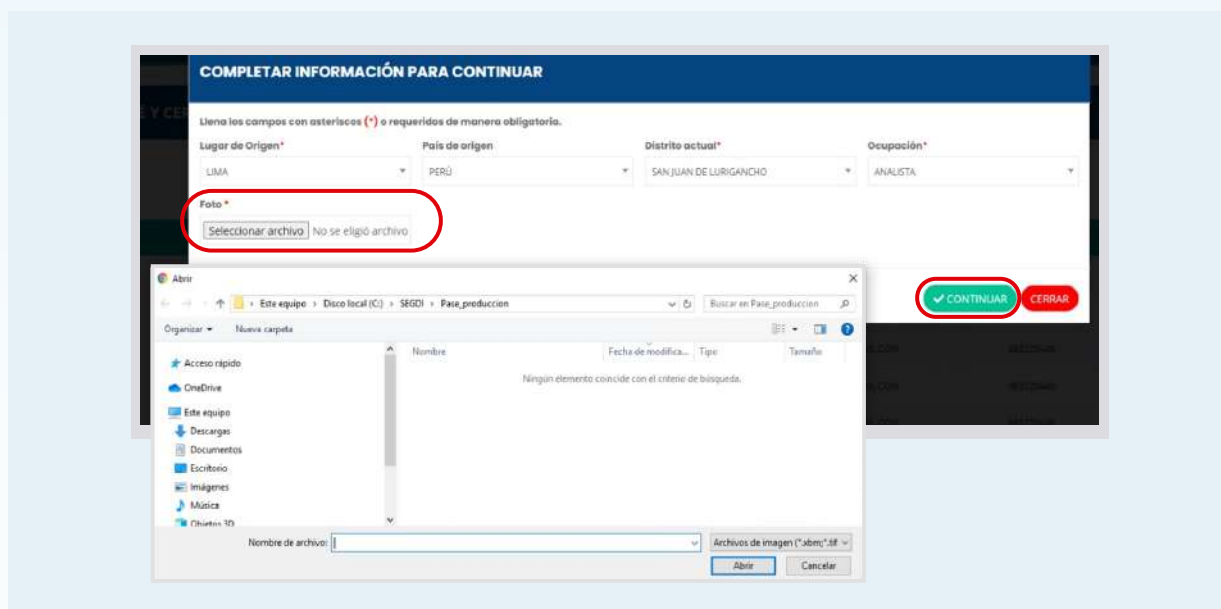 COMPLETAR INFORMACIÓN PARA CONTINUAR
Llena los campos con asteriscos (*) o requeridos de manera obligatoria.
Lugar de Origen* País de origen Distrito actual* Ocupación*
LIMA PERÚ SAN JUAN DE LURIGANCHO ANALISTA
Foto *
Seleccionar archivo No se eligió archivo
CONTINUAR CERRAR
Abrir
Este equipo › Disco local (C:) › SEGDI › Pase_produccion Buscar en Pase_produccion
Organizar Nueva carpeta
Nombre Fecha de modifica... Tipo Tamaño
Ningún elemento coincide con el criterio de búsqueda.
Acceso rápido
OneDrive
Este equipo
Descargas
Documentos
Escritorio
Imágenes
Música
Objetos 3D
Nombre de archivo: Archivos de imagen (*.xbm;*.tif
Abrir Cancelar